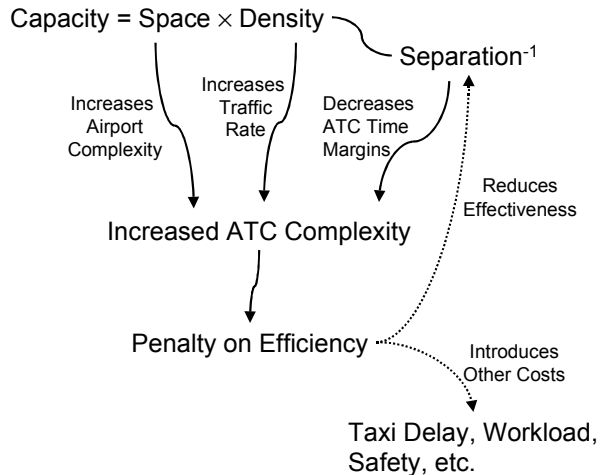 Capacity = Space × Density
Separation⁻¹
Increases
Airport
Complexity
Increases
Traffic
Rate
Decreases
ATC Time
Margins
Reduces
Effectiveness
Increased ATC Complexity
Penalty on Efficiency
Introduces
Other Costs
Taxi Delay, Workload,
Safety, etc.